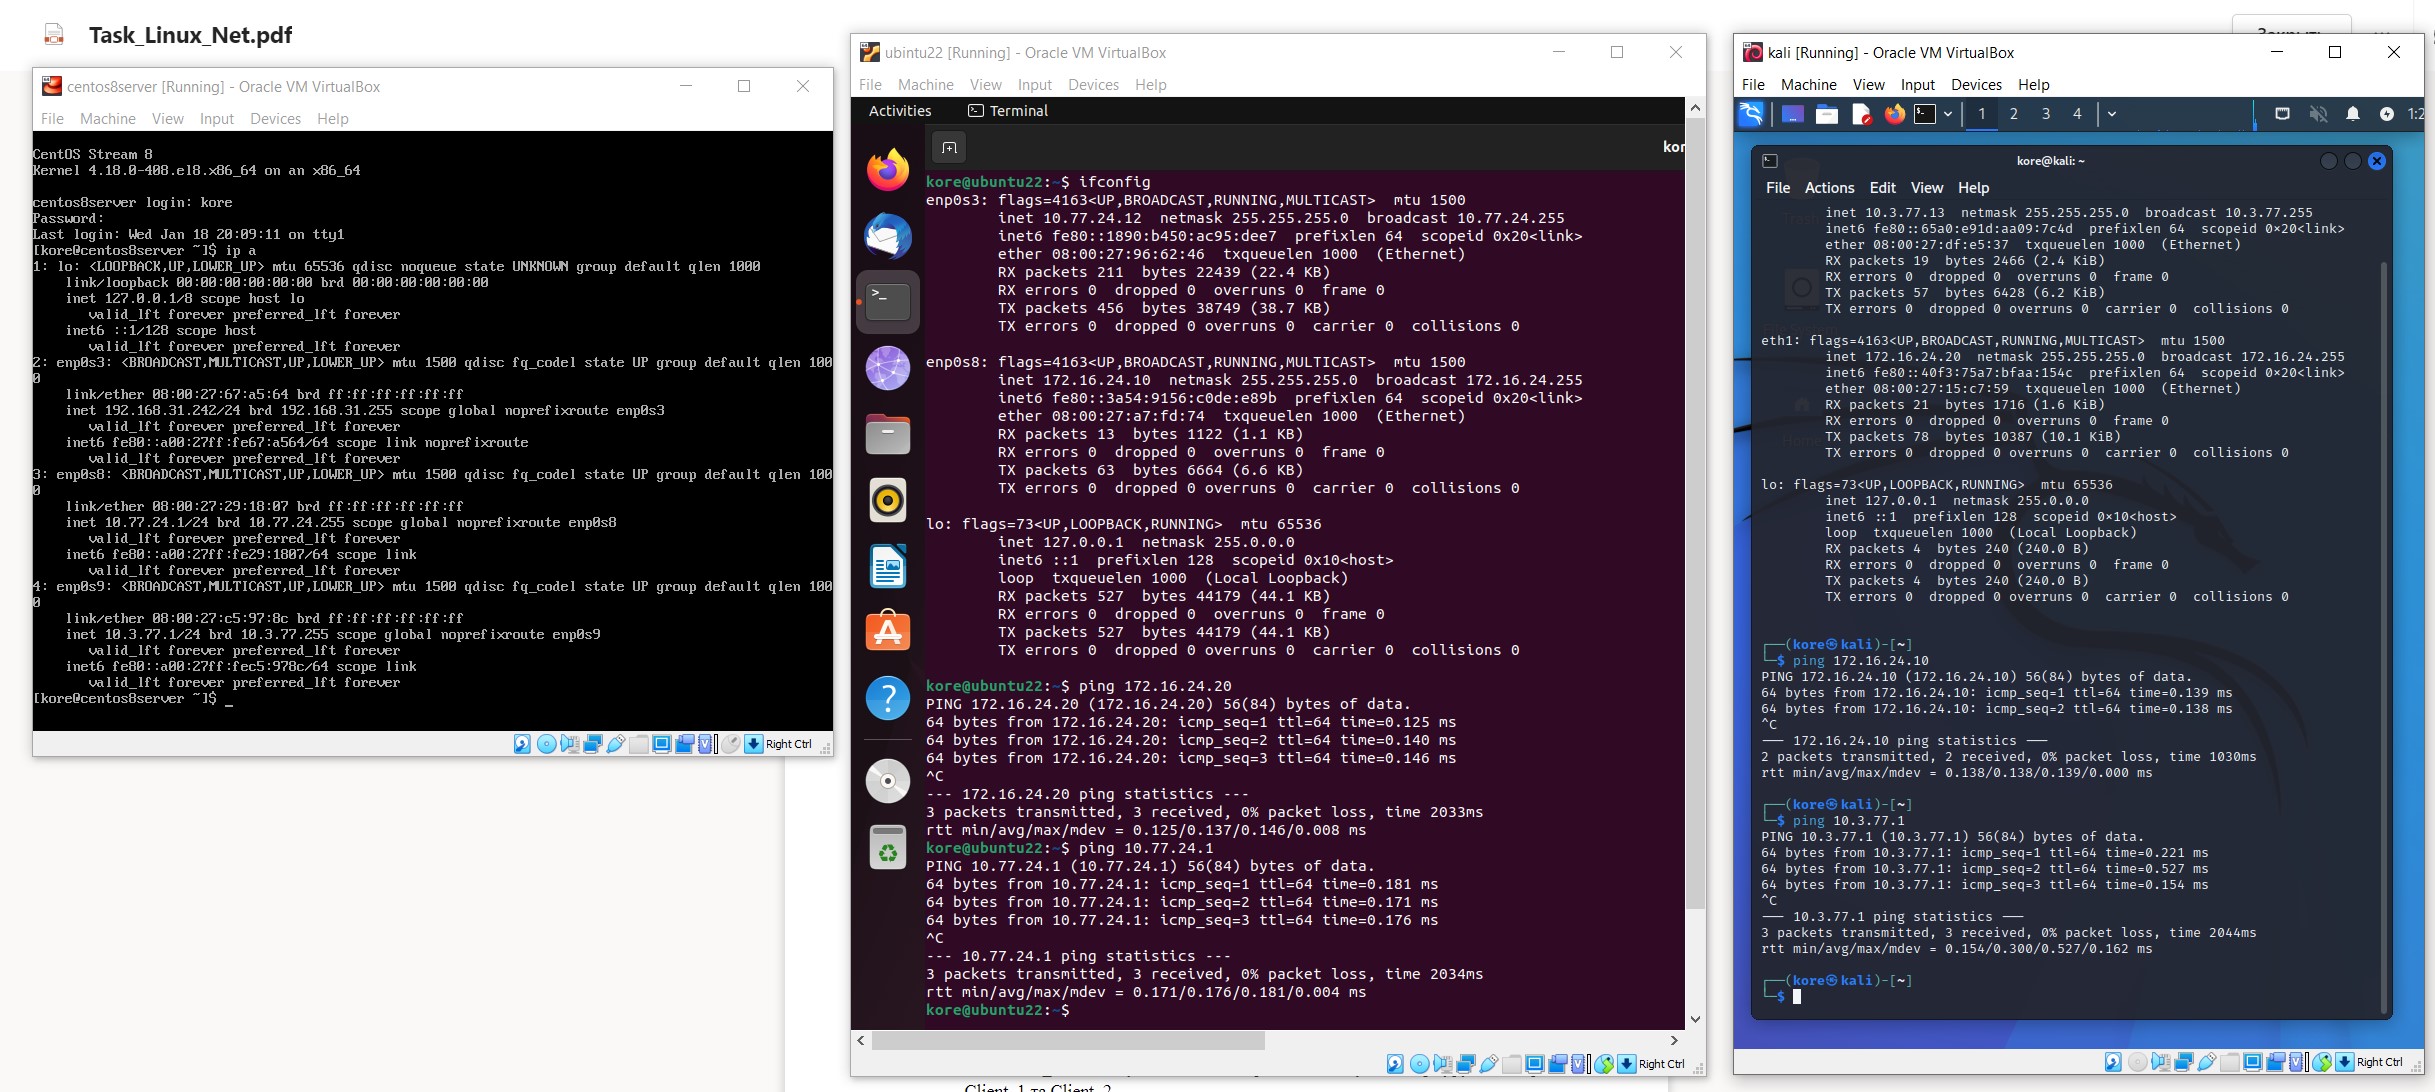 Task_Linux_Net.pdf
centos8server [Running] - Oracle VM VirtualBox
File Machine View Input Devices Help
CentOS Stream 8
Kernel 4.18.0-408.el8.x86_64 on an x86_64
centos8server login: kore
Password:
Last login: Wed Jan 18 20:09:11 on tty1
[kore@centos8server ~]$ ip a
1: lo: <LOOPBACK,UP,LOWER_UP> mtu 65536 qdisc noqueue state UNKNOWN group default qlen 1000
link/loopback 00:00:00:00:00:00 brd 00:00:00:00:00:00
inet 127.0.0.1/8 scope host lo
valid_lft forever preferred_lft forever
inet6 ::1/128 scope host
valid_lft forever preferred_lft forever
2: enp0s3: <BROADCAST,MULTICAST,UP,LOWER_UP> mtu 1500 qdisc fq_codel state UP group default qlen 100
0
link/ether 08:00:27:67:a5:64 brd ff:ff:ff:ff:ff:ff
inet 192.168.31.242/24 brd 192.168.31.255 scope global noprefixroute enp0s3
valid_lft forever preferred_lft forever
inet6 fe80::a00:27ff:fe67:a564/64 scope link noprefixroute
valid_lft forever preferred_lft forever
3: enp0s8: <BROADCAST,MULTICAST,UP,LOWER_UP> mtu 1500 qdisc fq_codel state UP group default qlen 100
0
link/ether 08:00:27:29:18:07 brd ff:ff:ff:ff:ff:ff
inet 10.77.24.1/24 brd 10.77.24.255 scope global noprefixroute enp0s8
valid_lft forever preferred_lft forever
inet6 fe80::a00:27ff:fe29:1807/64 scope link
valid_lft forever preferred_lft forever
4: enp0s9: <BROADCAST,MULTICAST,UP,LOWER_UP> mtu 1500 qdisc fq_codel state UP group default qlen 100
0
link/ether 08:00:27:c5:97:8c brd ff:ff:ff:ff:ff:ff
inet 10.3.77.1/24 brd 10.3.77.255 scope global noprefixroute enp0s9
valid_lft forever preferred_lft forever
inet6 fe80::a00:27ff:fec5:978c/64 scope link
valid_lft forever preferred_lft forever
[kore@centos8server ~]$ _
Right Ctrl
ubintu22 [Running] - Oracle VM VirtualBox
File Machine View Input Devices Help
Activities Terminal
kor
kore@ubuntu22:~$ ifconfig
enp0s3: flags=4163<UP,BROADCAST,RUNNING,MULTICAST> mtu 1500
inet 10.77.24.12 netmask 255.255.255.0 broadcast 10.77.24.255
inet6 fe80::1890:b450:ac95:dee7 prefixlen 64 scopeid 0x20<link>
ether 08:00:27:96:62:46 txqueuelen 1000 (Ethernet)
RX packets 211 bytes 22439 (22.4 KB)
RX errors 0 dropped 0 overruns 0 frame 0
TX packets 456 bytes 38749 (38.7 KB)
TX errors 0 dropped 0 overruns 0 carrier 0 collisions 0
enp0s8: flags=4163<UP,BROADCAST,RUNNING,MULTICAST> mtu 1500
inet 172.16.24.10 netmask 255.255.255.0 broadcast 172.16.24.255
inet6 fe80::3a54:9156:c0de:e89b prefixlen 64 scopeid 0x20<link>
ether 08:00:27:a7:fd:74 txqueuelen 1000 (Ethernet)
RX packets 13 bytes 1122 (1.1 KB)
RX errors 0 dropped 0 overruns 0 frame 0
TX packets 63 bytes 6664 (6.6 KB)
TX errors 0 dropped 0 overruns 0 carrier 0 collisions 0
lo: flags=73<UP,LOOPBACK,RUNNING> mtu 65536
inet 127.0.0.1 netmask 255.0.0.0
inet6 ::1 prefixlen 128 scopeid 0x10<host>
loop txqueuelen 1000 (Local Loopback)
RX packets 527 bytes 44179 (44.1 KB)
RX errors 0 dropped 0 overruns 0 frame 0
TX packets 527 bytes 44179 (44.1 KB)
TX errors 0 dropped 0 overruns 0 carrier 0 collisions 0
kore@ubuntu22:~$ ping 172.16.24.20
PING 172.16.24.20 (172.16.24.20) 56(84) bytes of data.
64 bytes from 172.16.24.20: icmp_seq=1 ttl=64 time=0.125 ms
64 bytes from 172.16.24.20: icmp_seq=2 ttl=64 time=0.140 ms
64 bytes from 172.16.24.20: icmp_seq=3 ttl=64 time=0.146 ms
^C
--- 172.16.24.20 ping statistics ---
3 packets transmitted, 3 received, 0% packet loss, time 2033ms
rtt min/avg/max/mdev = 0.125/0.137/0.146/0.008 ms
kore@ubuntu22:~$ ping 10.77.24.1
PING 10.77.24.1 (10.77.24.1) 56(84) bytes of data.
64 bytes from 10.77.24.1: icmp_seq=1 ttl=64 time=0.181 ms
64 bytes from 10.77.24.1: icmp_seq=2 ttl=64 time=0.171 ms
64 bytes from 10.77.24.1: icmp_seq=3 ttl=64 time=0.176 ms
^C
--- 10.77.24.1 ping statistics ---
3 packets transmitted, 3 received, 0% packet loss, time 2034ms
rtt min/avg/max/mdev = 0.171/0.176/0.181/0.004 ms
kore@ubuntu22:~$
Right Ctrl
Client_1 та Client_2
kali [Running] - Oracle VM VirtualBox
File Machine View Input Devices Help
1 2 3 4 1:2
kore@kali: ~
File Actions Edit View Help
inet 10.3.77.13 netmask 255.255.255.0 broadcast 10.3.77.255
inet6 fe80::65a0:e91d:aa09:7c4d prefixlen 64 scopeid 0×20<link>
ether 08:00:27:df:e5:37 txqueuelen 1000 (Ethernet)
RX packets 19 bytes 2466 (2.4 KiB)
RX errors 0 dropped 0 overruns 0 frame 0
TX packets 57 bytes 6428 (6.2 KiB)
TX errors 0 dropped 0 overruns 0 carrier 0 collisions 0
eth1: flags=4163<UP,BROADCAST,RUNNING,MULTICAST> mtu 1500
inet 172.16.24.20 netmask 255.255.255.0 broadcast 172.16.24.255
inet6 fe80::40f3:75a7:bfaa:154c prefixlen 64 scopeid 0×20<link>
ether 08:00:27:15:c7:59 txqueuelen 1000 (Ethernet)
RX packets 21 bytes 1716 (1.6 KiB)
RX errors 0 dropped 0 overruns 0 frame 0
TX packets 78 bytes 10387 (10.1 KiB)
TX errors 0 dropped 0 overruns 0 carrier 0 collisions 0
lo: flags=73<UP,LOOPBACK,RUNNING> mtu 65536
inet 127.0.0.1 netmask 255.0.0.0
inet6 ::1 prefixlen 128 scopeid 0×10<host>
loop txqueuelen 1000 (Local Loopback)
RX packets 4 bytes 240 (240.0 B)
RX errors 0 dropped 0 overruns 0 frame 0
TX packets 4 bytes 240 (240.0 B)
TX errors 0 dropped 0 overruns 0 carrier 0 collisions 0
┌──(kore㉿kali)-[~]
└─$ ping 172.16.24.10
PING 172.16.24.10 (172.16.24.10) 56(84) bytes of data.
64 bytes from 172.16.24.10: icmp_seq=1 ttl=64 time=0.139 ms
64 bytes from 172.16.24.10: icmp_seq=2 ttl=64 time=0.138 ms
^C
--- 172.16.24.10 ping statistics ---
2 packets transmitted, 2 received, 0% packet loss, time 1030ms
rtt min/avg/max/mdev = 0.138/0.138/0.139/0.000 ms
┌──(kore㉿kali)-[~]
└─$ ping 10.3.77.1
PING 10.3.77.1 (10.3.77.1) 56(84) bytes of data.
64 bytes from 10.3.77.1: icmp_seq=1 ttl=64 time=0.221 ms
64 bytes from 10.3.77.1: icmp_seq=2 ttl=64 time=0.527 ms
64 bytes from 10.3.77.1: icmp_seq=3 ttl=64 time=0.154 ms
^C
--- 10.3.77.1 ping statistics ---
3 packets transmitted, 3 received, 0% packet loss, time 2044ms
rtt min/avg/max/mdev = 0.154/0.300/0.527/0.162 ms
┌──(kore㉿kali)-[~]
└─$
Right Ctrl